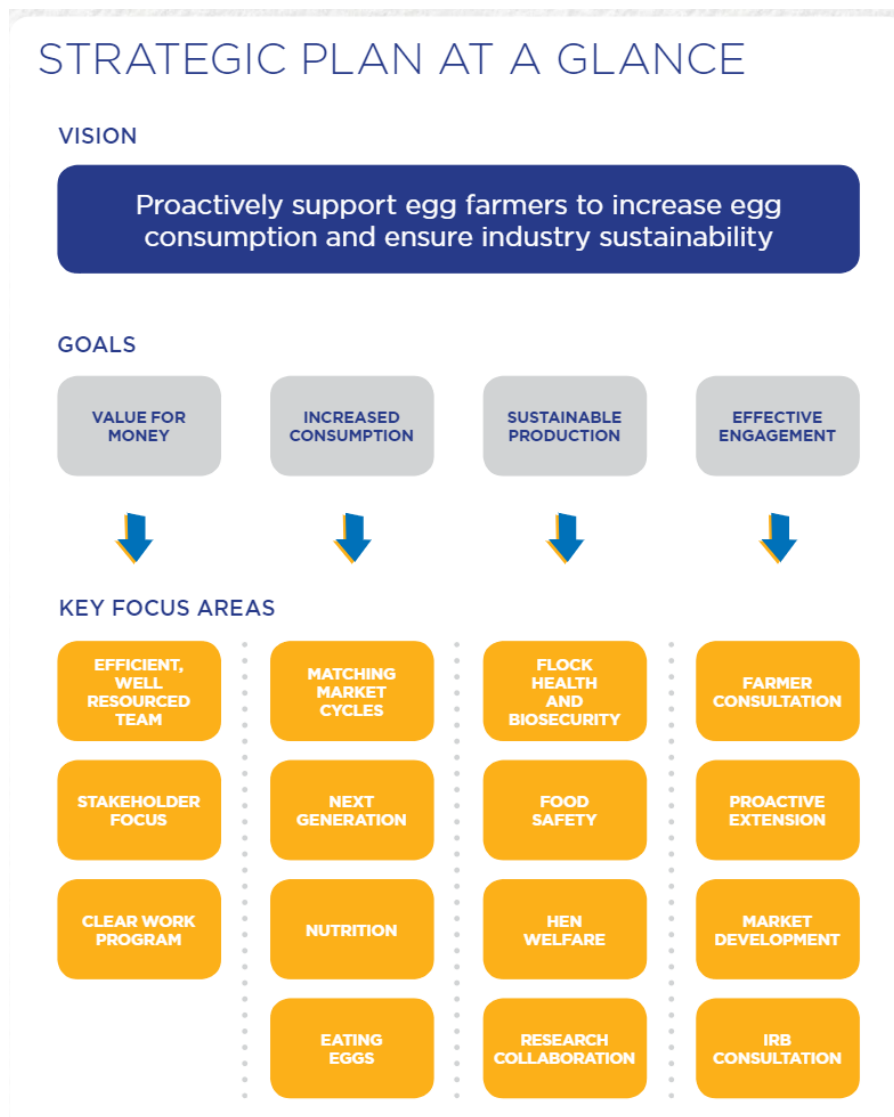 STRATEGIC PLAN AT A GLANCE
VISION
Proactively support egg farmers to increase egg
consumption and ensure industry sustainability
GOALS
VALUE FOR
MONEY
INCREASED
CONSUMPTION
SUSTAINABLE
PRODUCTION
EFFECTIVE
ENGAGEMENT
KEY FOCUS AREAS
EFFICIENT,
WELL
RESOURCED
TEAM
STAKEHOLDER
FOCUS
CLEAR WORK
PROGRAM
MATCHING
MARKET
CYCLES
NEXT
GENERATION
NUTRITION
EATING
EGGS
FLOCK
HEALTH
AND
BIOSECURITY
FOOD
SAFETY
HEN
WELFARE
RESEARCH
COLLABORATION
FARMER
CONSULTATION
PROACTIVE
EXTENSION
MARKET
DEVELOPMENT
IRB
CONSULTATION